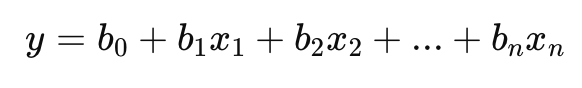 y = b₀ + b₁x₁ + b₂x₂ + ... + bₙxₙ